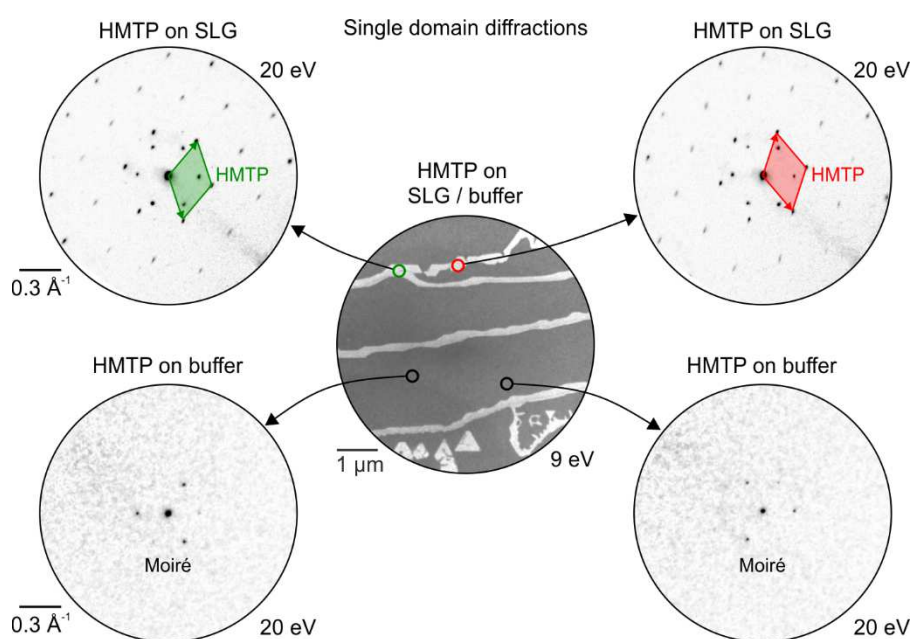 HMTP on SLG
Single domain diffractions
HMTP on SLG
20 eV
20 eV
HMTP
HMTP
HMTP on
SLG / buffer
0.3 Å⁻¹
HMTP on buffer
HMTP on buffer
1 µm
9 eV
Moiré
Moiré
0.3 Å⁻¹
20 eV
20 eV